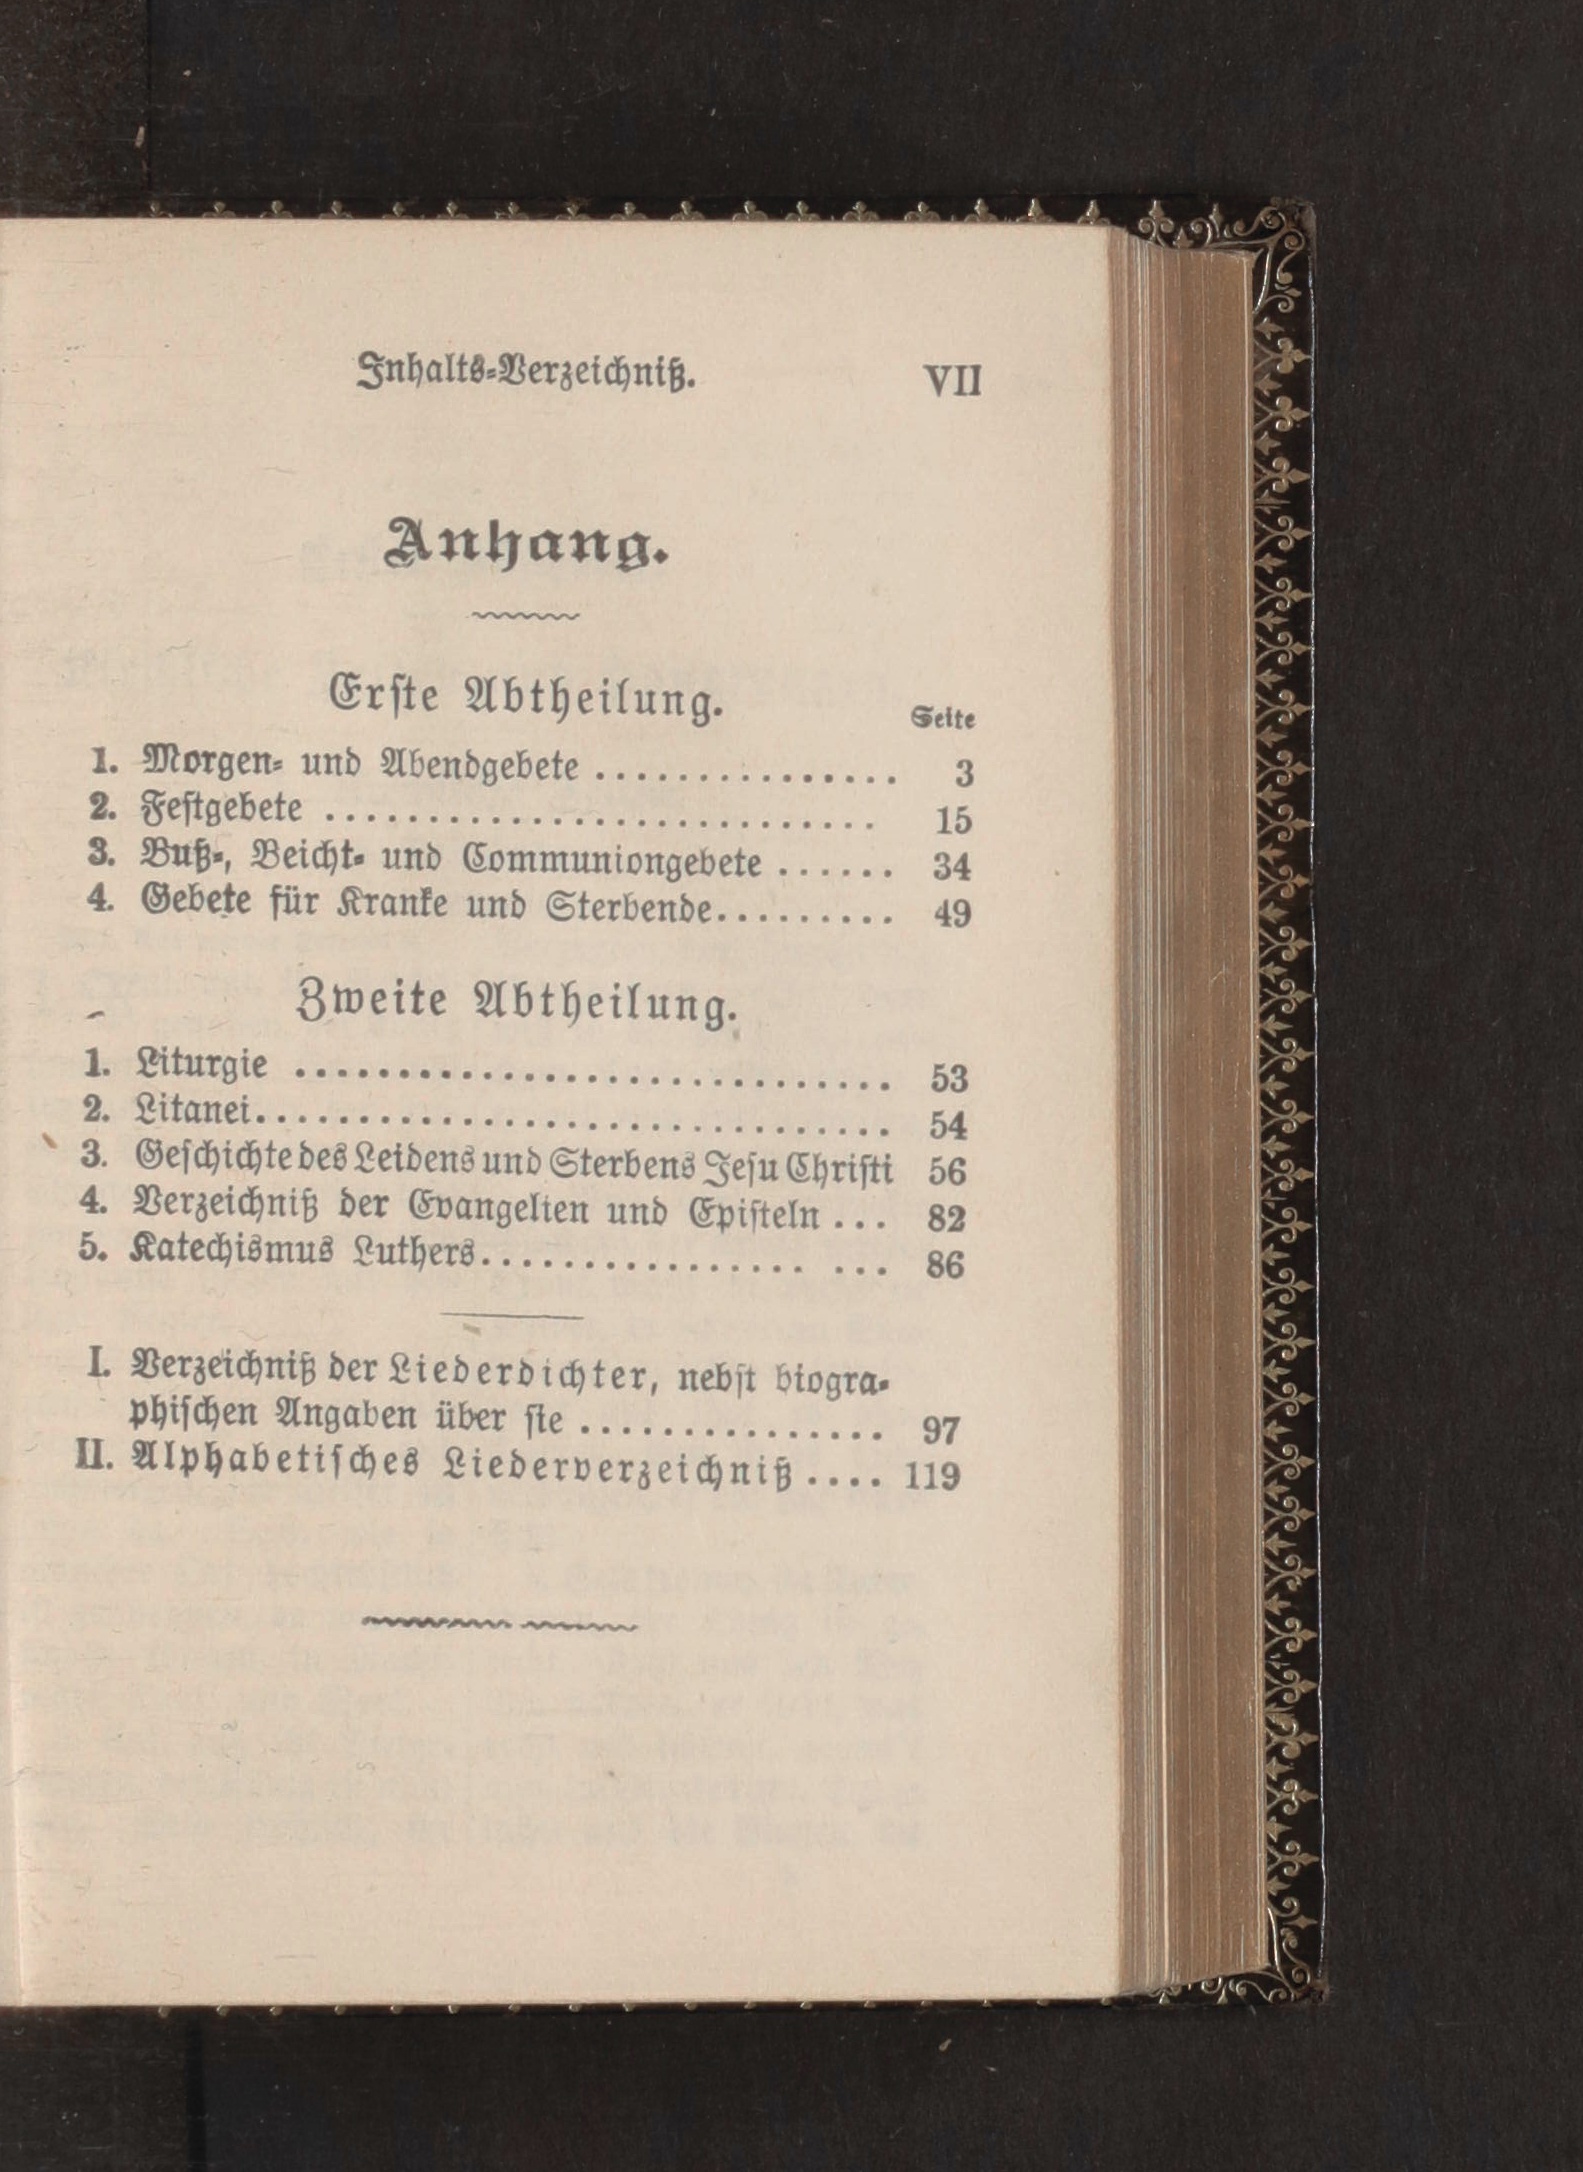 Inhalts-Verzeichniß. VII
Anhang.
Erste Abtheilung.
Seite
1. Morgen- und Abendgebete ............... 3
2. Festgebete ........................... 15
3. Buß-, Beicht- und Communiongebete ...... 34
4. Gebete für Kranke und Sterbende......... 49
Zweite Abtheilung.
1. Liturgie ............................. 53
2. Litanei............................... 54
3. Geschichte des Leidens und Sterbens Jesu Christi 56
4. Verzeichniß der Evangelien und Episteln ... 82
5. Katechismus Luthers................ ... 86
I. Verzeichniß der Liederdichter, nebst biogra-
phischen Angaben über sie ............... 97
II. Alphabetisches Liederverzeichniß .... 119